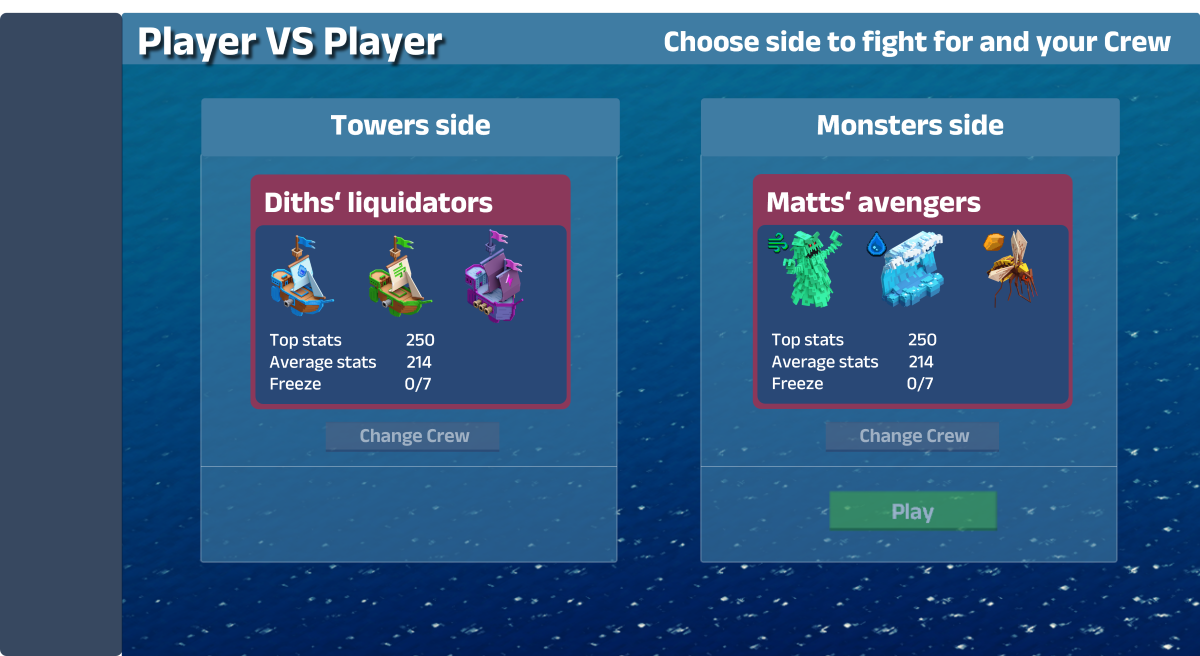 Player VS Player
Choose side to fight for and your Crew
Towers side
Diths‘ liquidators
Top stats 250
Average stats 214
Freeze 0/7
Change Crew
Monsters side
Matts‘ avengers
Top stats 250
Average stats 214
Freeze 0/7
Change Crew
Play